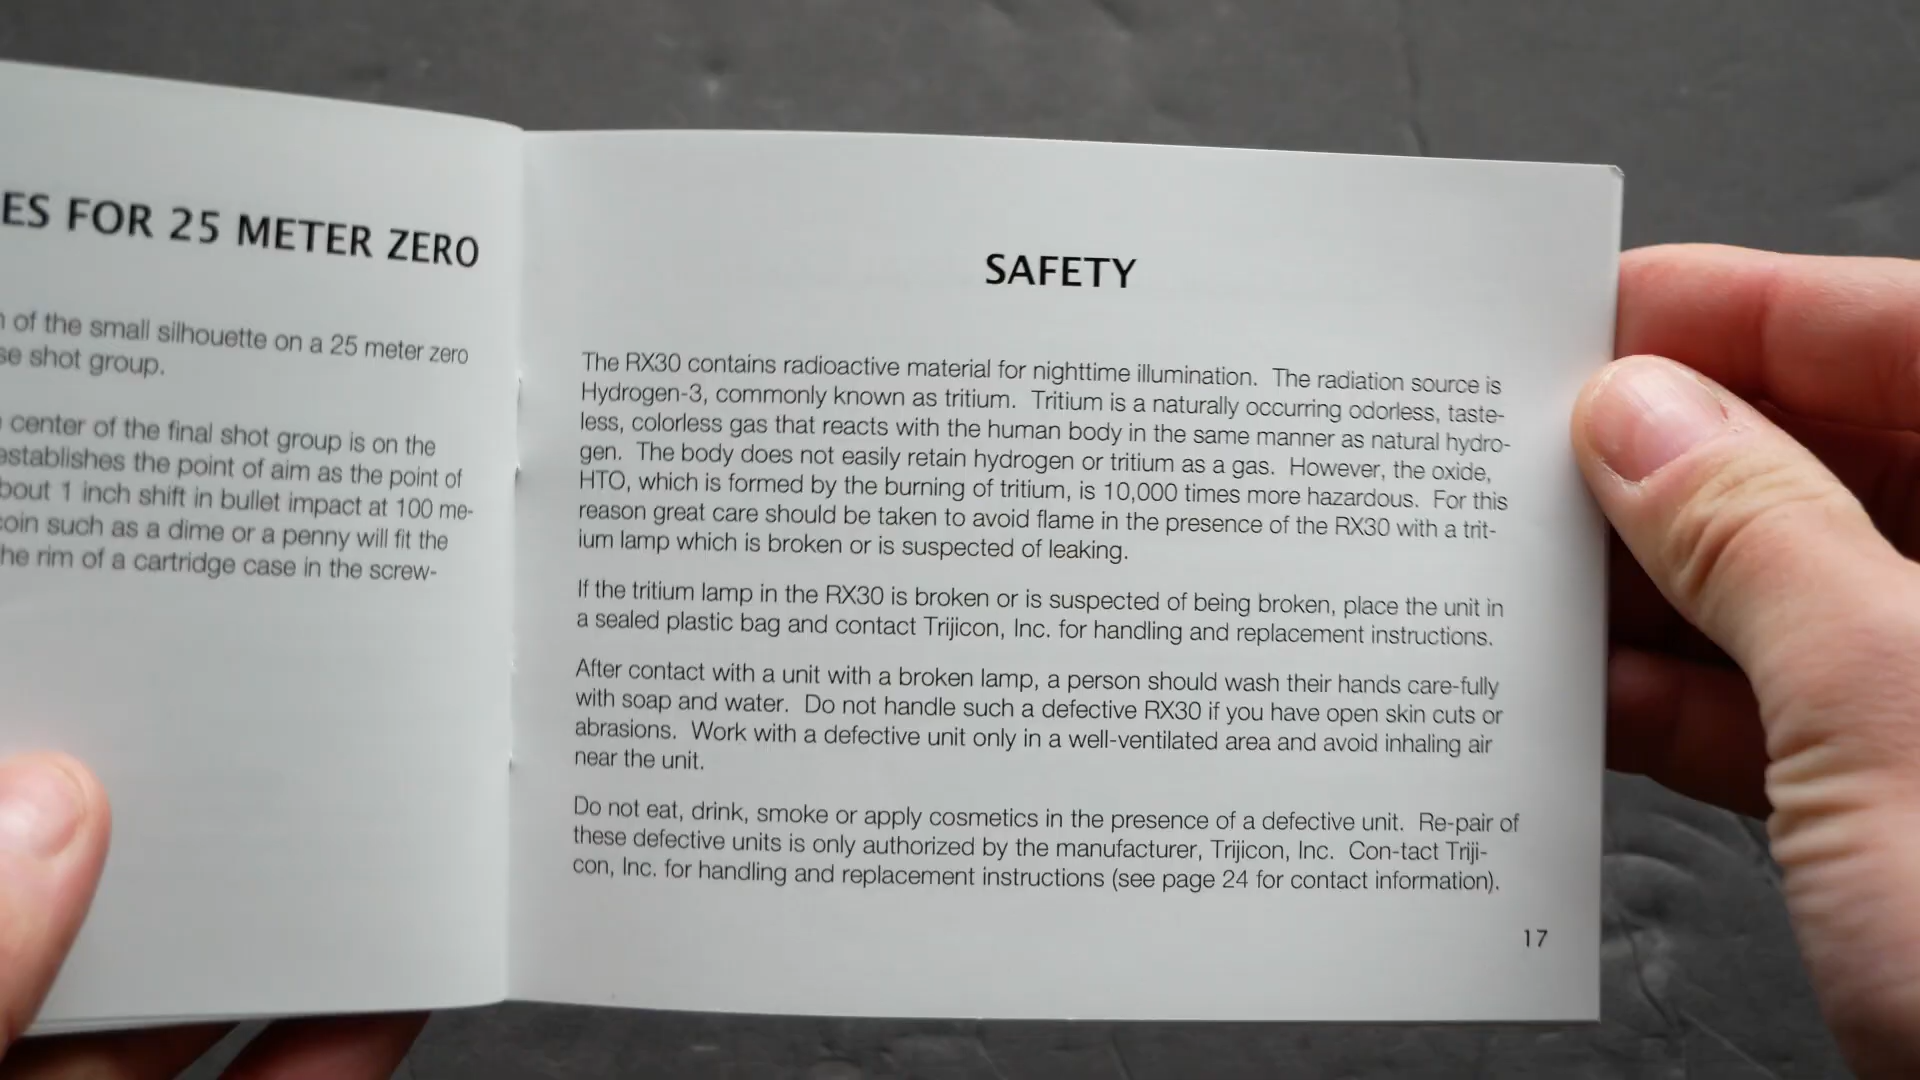 ES FOR 25 METER ZERO
of the small silhouette on a 25 meter zero
se shot group.
center of the final shot group is on the
establishes the point of aim as the point of
bout 1 inch shift in bullet impact at 100 me-
coin such as a dime or a penny will fit the
he rim of a cartridge case in the screw-
SAFETY
The RX30 contains radioactive material for nighttime illumination. The radiation source is
Hydrogen-3, commonly known as tritium. Tritium is a naturally occurring odorless, taste-
less, colorless gas that reacts with the human body in the same manner as natural hydro-
gen. The body does not easily retain hydrogen or tritium as a gas. However, the oxide,
HTO, which is formed by the burning of tritium, is 10,000 times more hazardous. For this
reason great care should be taken to avoid flame in the presence of the RX30 with a trit-
ium lamp which is broken or is suspected of leaking.
If the tritium lamp in the RX30 is broken or is suspected of being broken, place the unit in
a sealed plastic bag and contact Trijicon, Inc. for handling and replacement instructions.
After contact with a unit with a broken lamp, a person should wash their hands care-fully
with soap and water. Do not handle such a defective RX30 if you have open skin cuts or
abrasions. Work with a defective unit only in a well-ventilated area and avoid inhaling air
near the unit.
Do not eat, drink, smoke or apply cosmetics in the presence of a defective unit. Re-pair of
these defective units is only authorized by the manufacturer, Trijicon, Inc. Con-tact Triji-
con, Inc. for handling and replacement instructions (see page 24 for contact information).
17